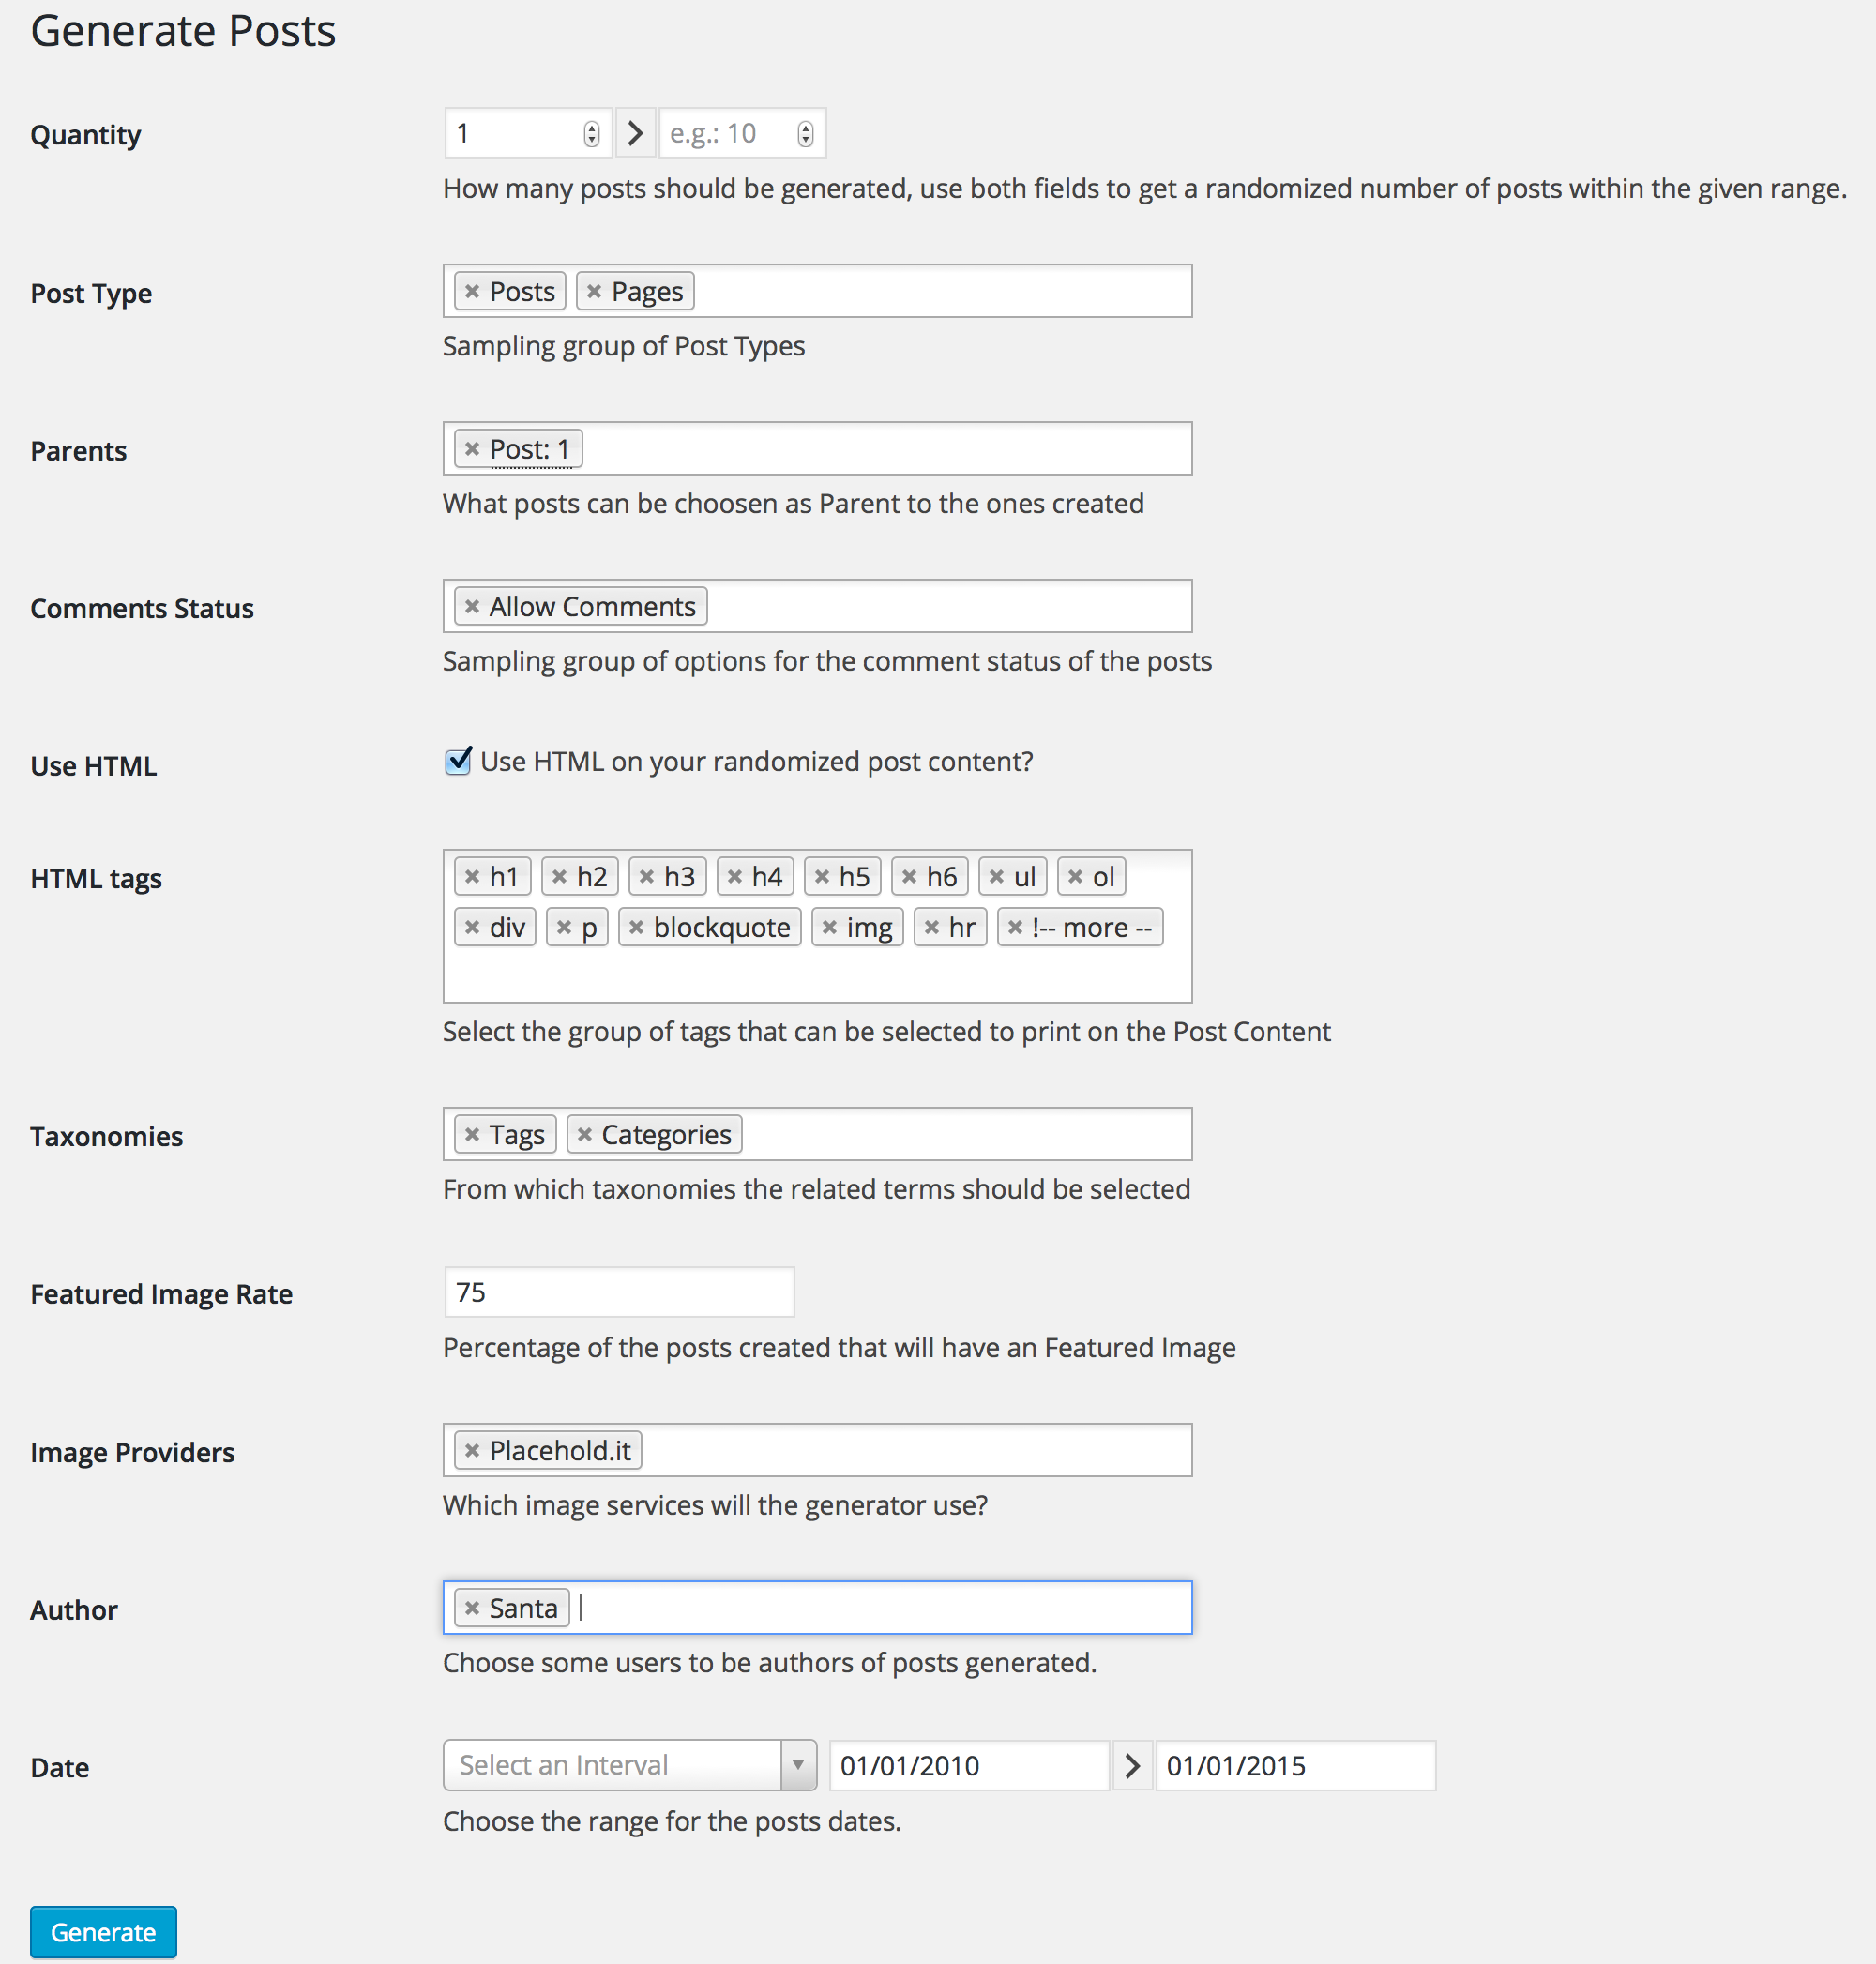 Generate Posts
Quantity
1 e.g.: 10
How many posts should be generated, use both fields to get a randomized number of posts within the given range.
Post Type
× Posts × Pages
Sampling group of Post Types
Parents
× Post: 1
What posts can be choosen as Parent to the ones created
Comments Status
× Allow Comments
Sampling group of options for the comment status of the posts
Use HTML
Use HTML on your randomized post content?
HTML tags
× h1 × h2 × h3 × h4 × h5 × h6 × ul × ol
× div × p × blockquote × img × hr × !-- more --
Select the group of tags that can be selected to print on the Post Content
Taxonomies
× Tags × Categories
From which taxonomies the related terms should be selected
Featured Image Rate
75
Percentage of the posts created that will have an Featured Image
Image Providers
× Placehold.it
Which image services will the generator use?
Author
× Santa
Choose some users to be authors of posts generated.
Date
Select an Interval 01/01/2010 01/01/2015
Choose the range for the posts dates.
Generate